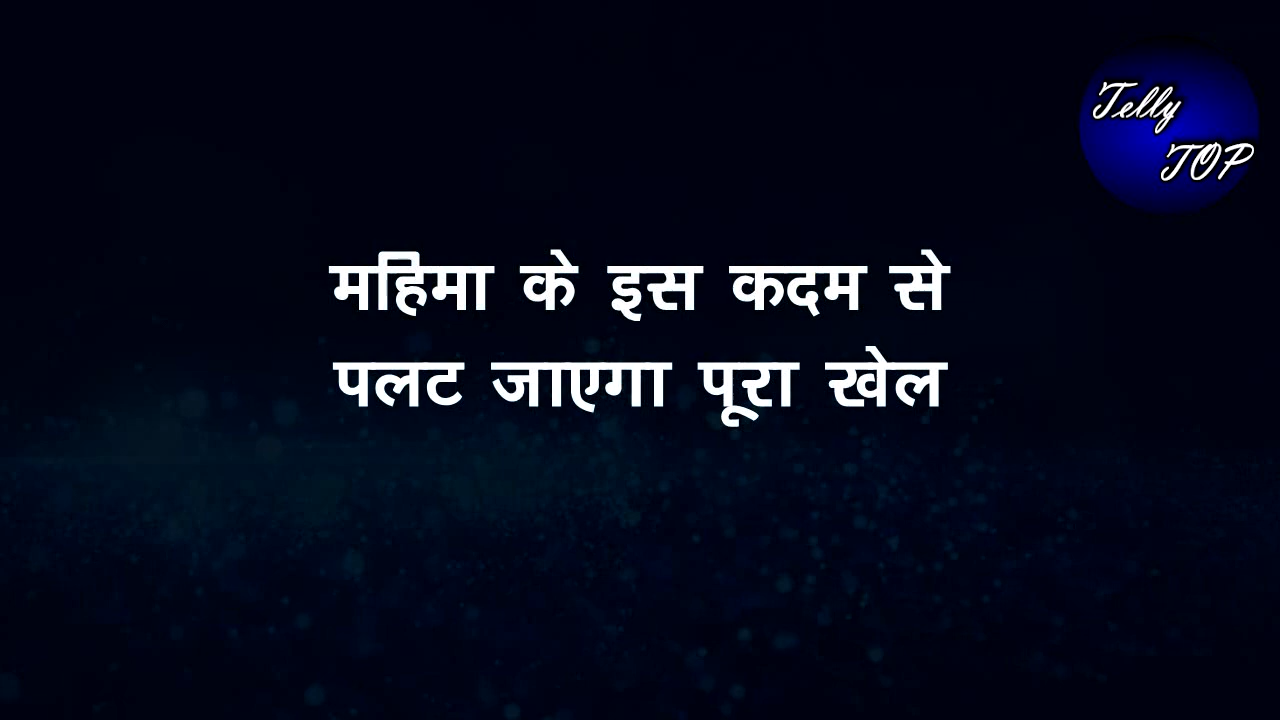 Telly
TOP
महिमा के इस कदम से
पलट जाएगा पूरा खेल